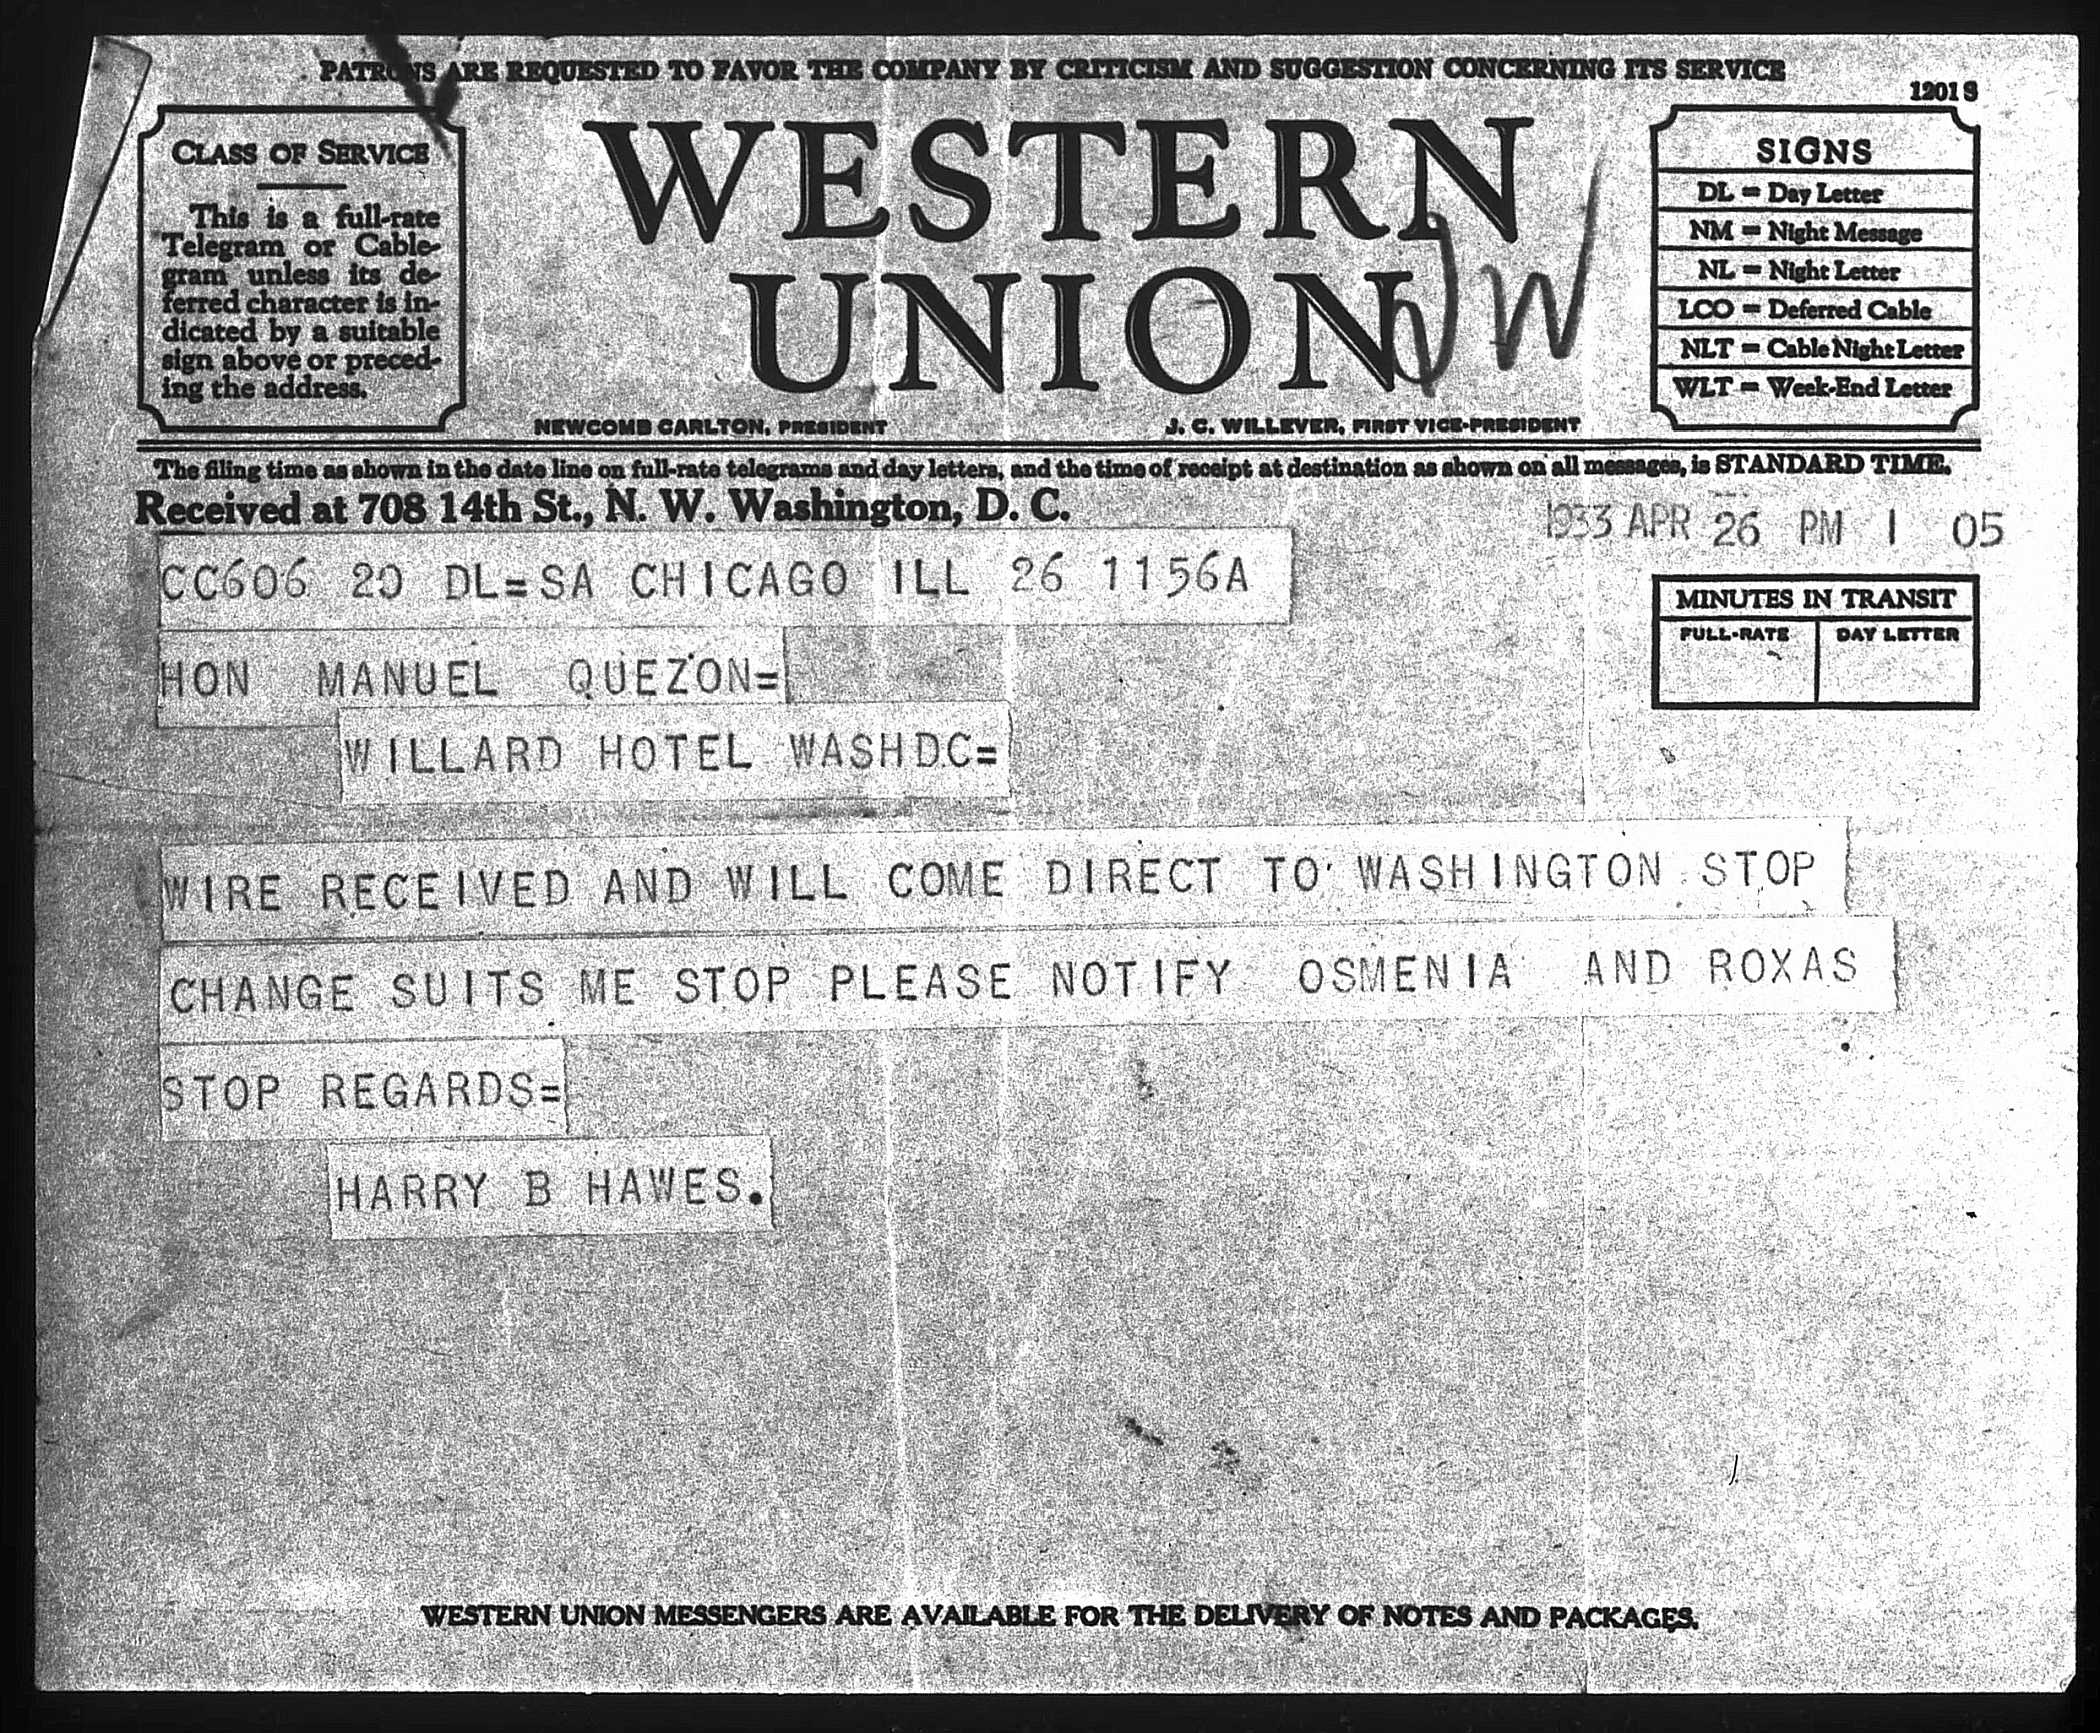 PATRONS ARE REQUESTED TO FAVOR THE COMPANY BY CRITICISM AND SUGGESTION CONCERNING ITS SERVICE
1201 S
CLASS OF SERVICE
This is a full-rate
Telegram or Cable-
gram unless its de-
ferred character is in-
dicated by a suitable
sign above or preced-
ing the address.
WESTERN
UNION
SIGNS
DL = Day Letter
NM = Night Message
NL = Night Letter
LCO = Deferred Cable
NLT = Cable Night Letter
WLT = Week-End Letter
NEWCOMB CARLTON, PRESIDENT
J. C. WILLEVER, FIRST VICE-PRESIDENT
The filing time as shown in the date line on full-rate telegrams and day letters, and the time of receipt at destination as shown on all messages, is STANDARD TIME.
Received at 708 14th St., N. W. Washington, D. C.
1933 APR 26 PM 1 05
CC606 20 DL=SA CHICAGO ILL 26 1156A
MINUTES IN TRANSIT
FULL-RATE
DAY LETTER
HON MANUEL QUEZON=
WILLARD HOTEL WASHDC=
WIRE RECEIVED AND WILL COME DIRECT TO WASHINGTON STOP
CHANGE SUITS ME STOP PLEASE NOTIFY OSMENIA AND ROXAS
STOP REGARDS=
HARRY B HAWES.
WESTERN UNION MESSENGERS ARE AVAILABLE FOR THE DELIVERY OF NOTES AND PACKAGES.